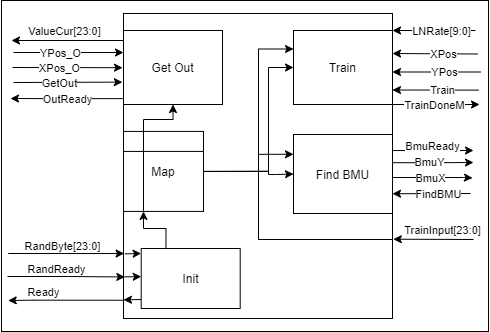 ValueCur[23:0]
YPos_O
XPos_O
GetOut
OutReady
Get Out
Train
LNRate[9:0]
XPos
YPos
Train
TrainDoneM
Map
Find BMU
BmuReady
BmuY
BmuX
FindBMU
TrainInput[23:0]
RandByte[23:0]
RandReady
Ready
Init